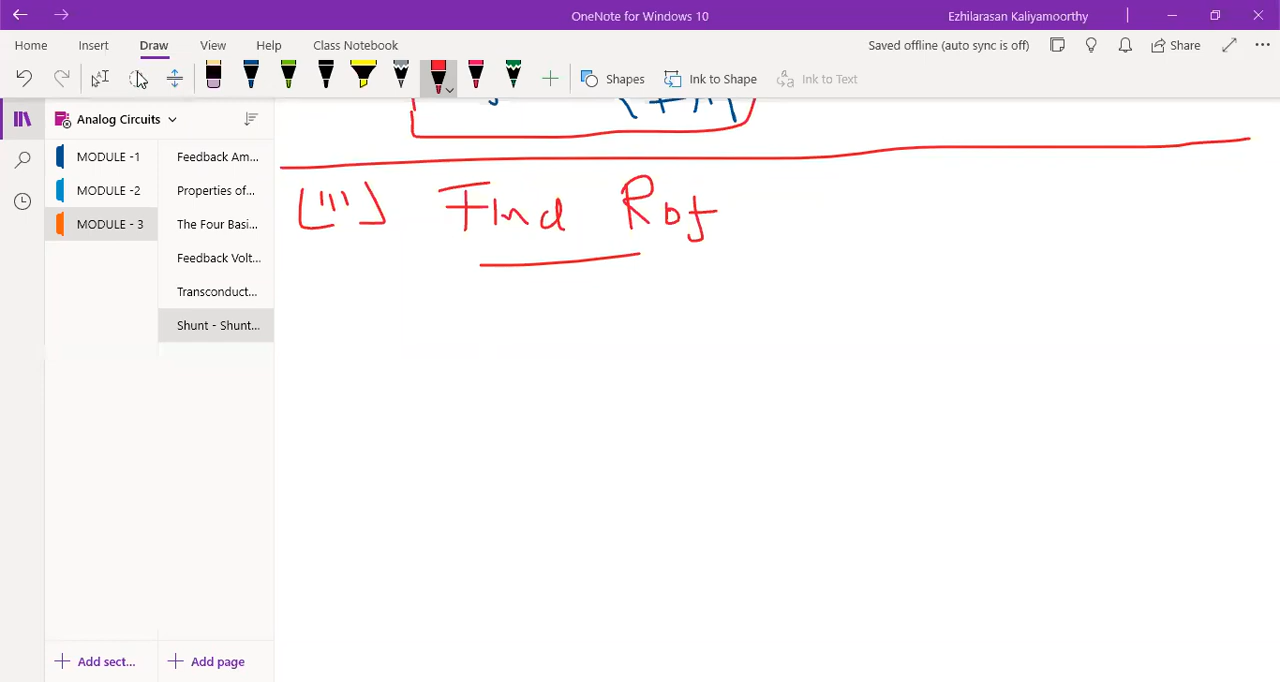 OneNote for Windows 10
Ezhilarasan Kaliyamoorthy
Home Insert Draw View Help Class Notebook
Saved offline (auto sync is off) Share
Shapes Ink to Shape Ink to Text
Analog Circuits
MODULE -1
MODULE -2
MODULE - 3
Feedback Am...
Properties of...
The Four Basi...
Feedback Volt...
Transconduct...
Shunt - Shunt...
(iii) Find Rof
Add sect...
Add page